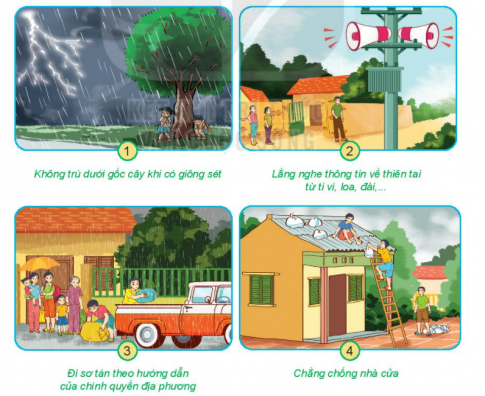 1
Không trú dưới gốc cây khi có giông sét
2
Lắng nghe thông tin về thiên tai
từ ti vi, loa, đài,...
3
Đi sơ tán theo hướng dẫn
của chính quyền địa phương
4
Chằng chống nhà cửa